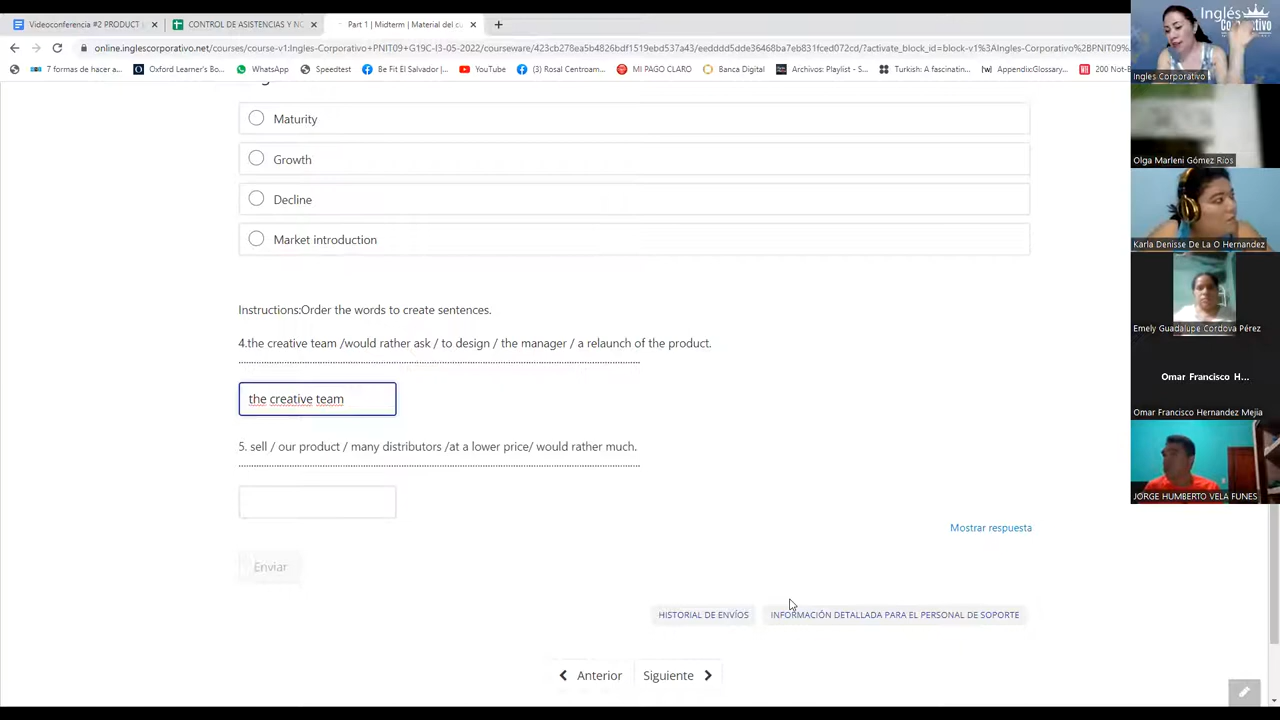 Videoconferencia #2 PRODUCT
CONTROL DE ASISTENCIAS Y NO
Part 1 | Midterm | Material del cu
online.inglescorporativo.net/courses/course-v1:Ingles-Corporativo+PNIT09+G19C-I3-05-2022/courseware/423cb278ea5b4826bdf1519ebd537a43/eedddd5dde36468ba7eb831fced072cd/?activate_block_id=block-v1%3AIngles-Corporativo%2BPNIT09%
7 formas de hacer a...
Oxford Learner's Bo...
WhatsApp
Speedtest
Be Fit El Salvador |...
YouTube
(3) Rosal Centroam...
MI PAGO CLARO
Banca Digital
Archivos: Playlist - S...
Turkish: A fascinatin...
Appendix:Glossary...
200 Not-B
Maturity
Growth
Decline
Market introduction
Instructions:Order the words to create sentences.
4.the creative team /would rather ask / to design / the manager / a relaunch of the product.
the creative team
5. sell / our product / many distributors /at a lower price/ would rather much.
Mostrar respuesta
Enviar
HISTORIAL DE ENVÍOS
INFORMACIÓN DETALLADA PARA EL PERSONAL DE SOPORTE
Anterior
Siguiente
Inglés
Corporativo
Ingles Corporativo
Olga Marleni Gómez Rios
Karla Denisse De La O Hernandez
Emely Guadalupe Cordova Pérez
Omar Francisco H...
Omar Francisco Hernandez Mejia
JORGE HUMBERTO VELA FUNES